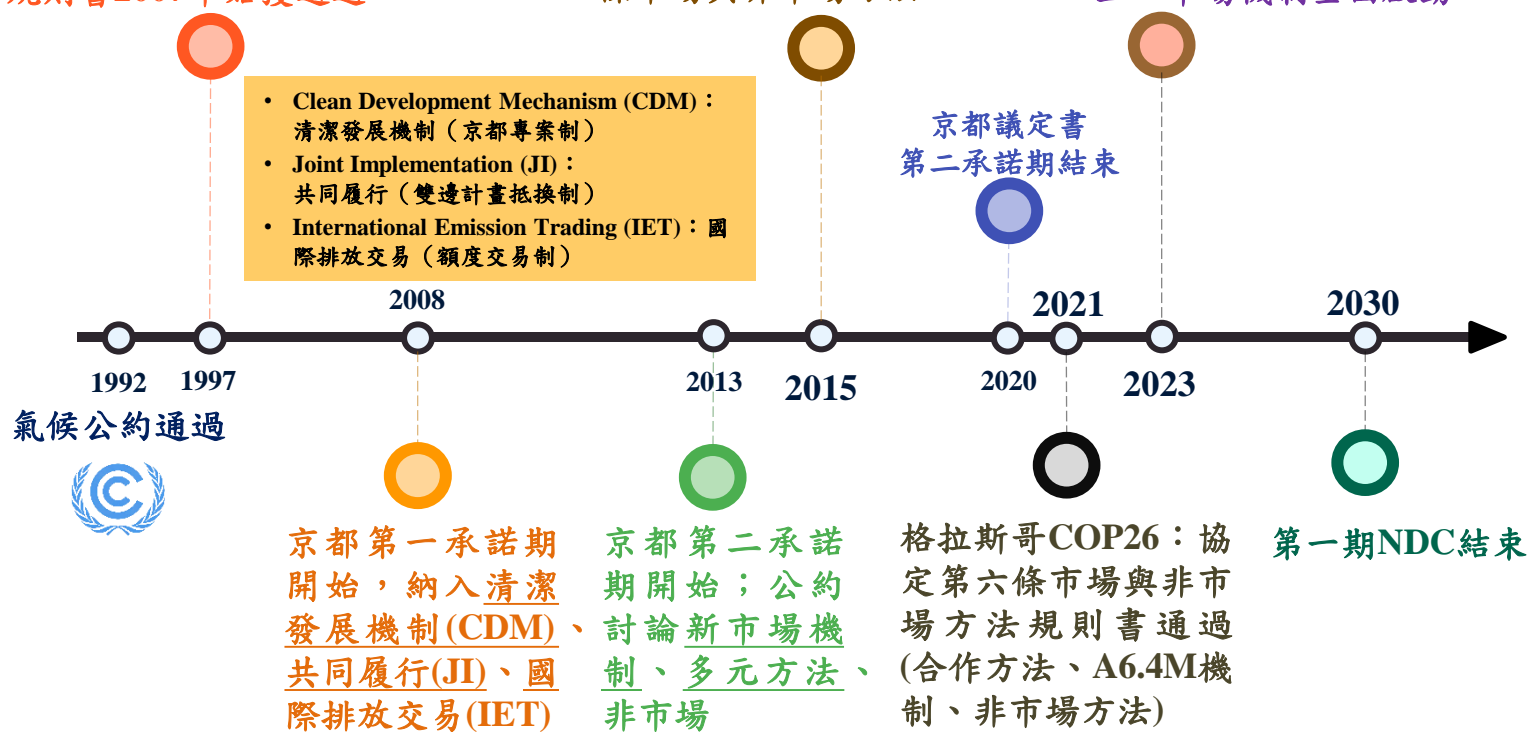 • Clean Development Mechanism (CDM)：
清潔發展機制（京都專案制）
• Joint Implementation (JI)：
共同履行（雙邊計畫抵換制）
• International Emission Trading (IET)：國
際排放交易（額度交易制）
京都議定書
第二承諾期結束
2008
2021
2030
1992
1997
2013
2015
2020
2023
氣候公約通過
京都第一承諾期
開始，納入清潔
發展機制(CDM)、
共同履行(JI)、國
際排放交易(IET)
京都第二承諾
期開始；公約
討論新市場機
制、多元方法、
非市場
格拉斯哥COP26：協
定第六條市場與非市
場方法規則書通過
(合作方法、A6.4M機
制、非市場方法)
第一期NDC結束